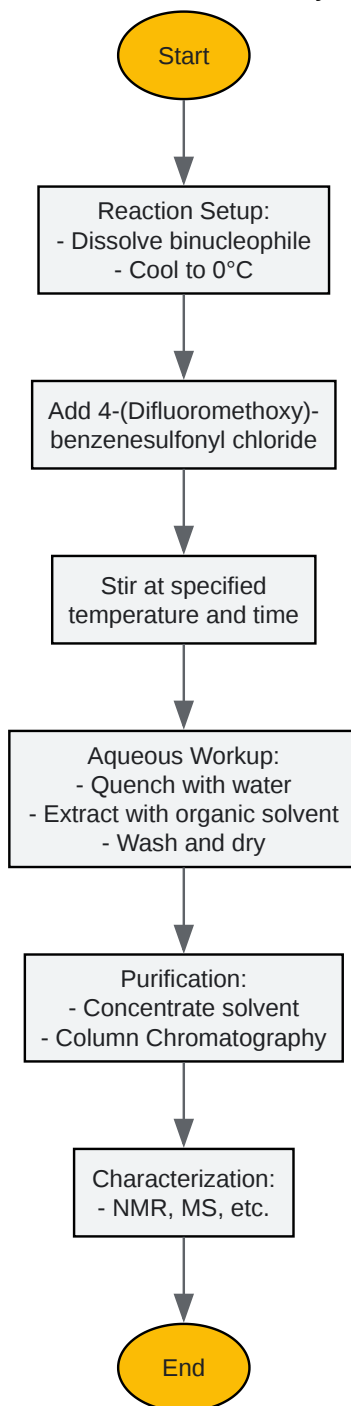 Start
Reaction Setup:
- Dissolve binucleophile
- Cool to 0°C
Add 4-(Difluoromethoxy)-
benzenesulfonyl chloride
Stir at specified
temperature and time
Aqueous Workup:
- Quench with water
- Extract with organic solvent
- Wash and dry
Purification:
- Concentrate solvent
- Column Chromatography
Characterization:
- NMR, MS, etc.
End